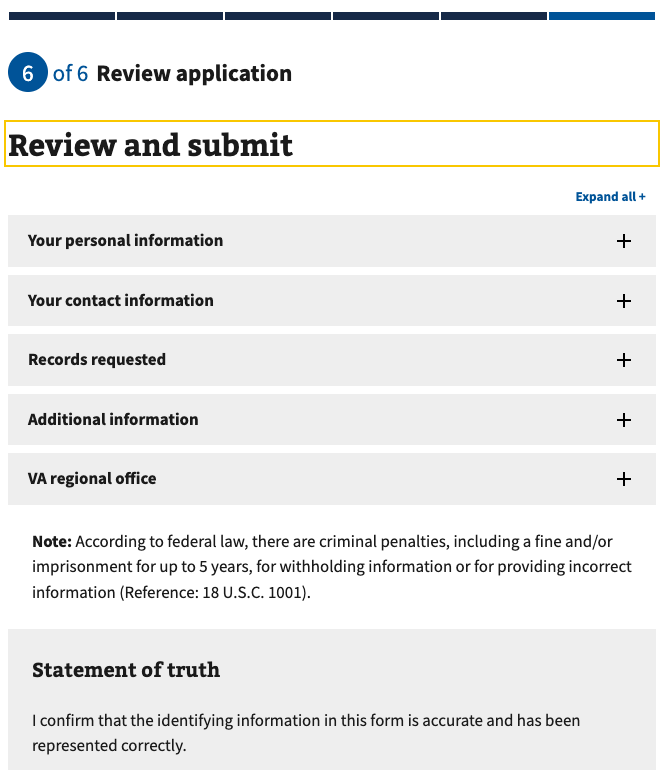 6 of 6 Review application
Review and submit
Expand all +
Your personal information
Your contact information
Records requested
Additional information
VA regional office
Note: According to federal law, there are criminal penalties, including a fine and/or
imprisonment for up to 5 years, for withholding information or for providing incorrect
information (Reference: 18 U.S.C. 1001).
Statement of truth
I confirm that the identifying information in this form is accurate and has been
represented correctly.